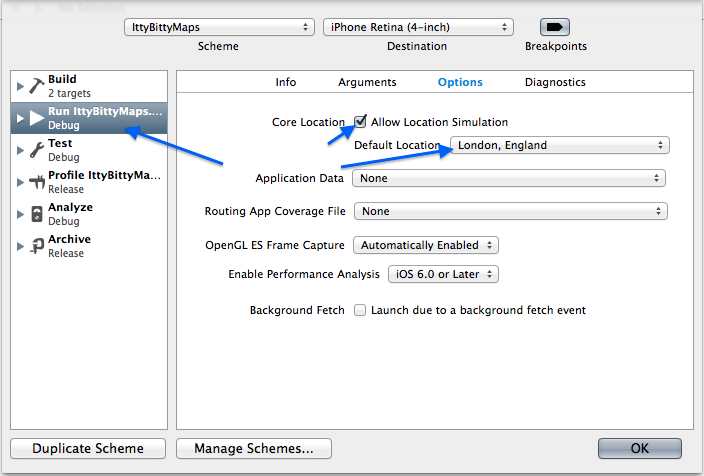 IttyBittyMaps
iPhone Retina (4-inch)
Scheme
Destination
Breakpoints
Build
2 targets
Run IttyBittyMaps....
Debug
Test
Debug
Profile IttyBittyMa...
Release
Analyze
Debug
Archive
Release
Info
Arguments
Options
Diagnostics
Core Location
Allow Location Simulation
Default Location
London, England
Application Data
None
Routing App Coverage File
None
OpenGL ES Frame Capture
Automatically Enabled
Enable Performance Analysis
iOS 6.0 or Later
Background Fetch
Launch due to a background fetch event
Duplicate Scheme
Manage Schemes...
OK